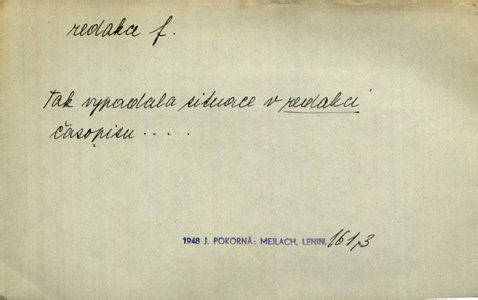 redakce f.
Tak vypadala situace v redakci
časopisu . . . . .
1948 J. POKORNÁ: MEJLACH, LENIN, 161,3